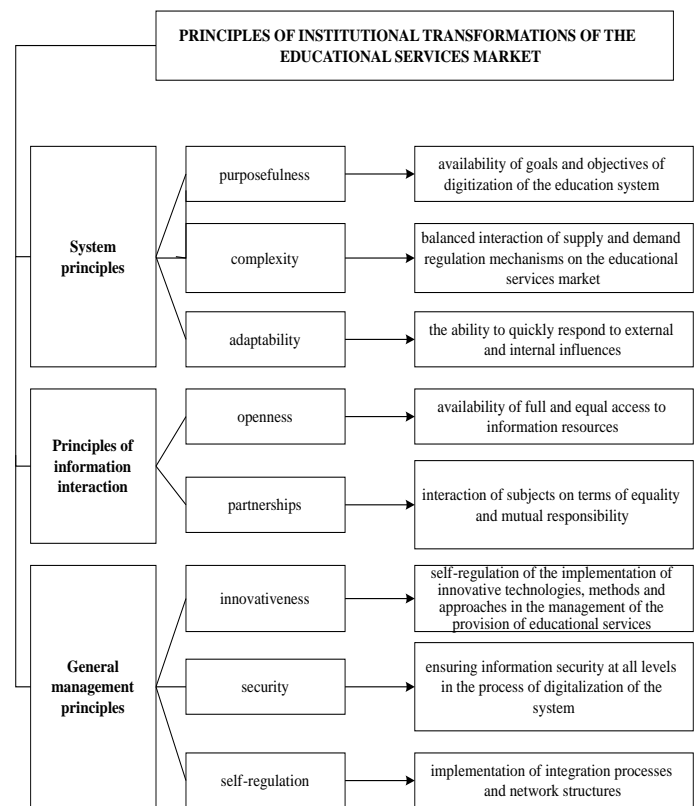 PRINCIPLES OF INSTITUTIONAL TRANSFORMATIONS OF THE
EDUCATIONAL SERVICES MARKET
System
principles
purposefulness
availability of goals and objectives of
digitization of the education system
complexity
balanced interaction of supply and demand
regulation mechanisms on the educational
services market
adaptability
the ability to quickly respond to external
and internal influences
Principles of
information
interaction
openness
availability of full and equal access to
information resources
partnerships
interaction of subjects on terms of equality
and mutual responsibility
General
management
principles
innovativeness
self-regulation of the implementation of
innovative technologies, methods and
approaches in the management of the
provision of educational services
security
ensuring information security at all levels
in the process of digitalization of the
system
self-regulation
implementation of integration processes
and network structures